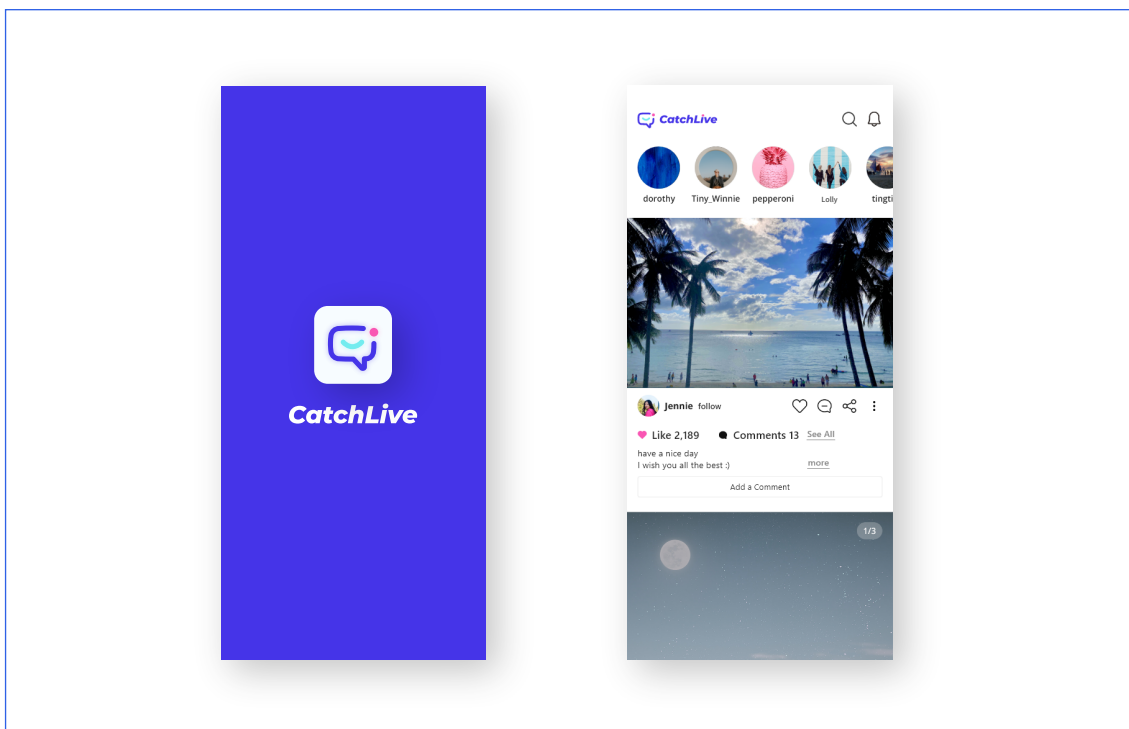 CatchLive
CatchLive
dorothy Tiny_Winnie pepperoni Lolly tingti
Jennie follow
Like 2,189 Comments 13 See All
have a nice day
I wish you all the best :) more
Add a Comment
1/3